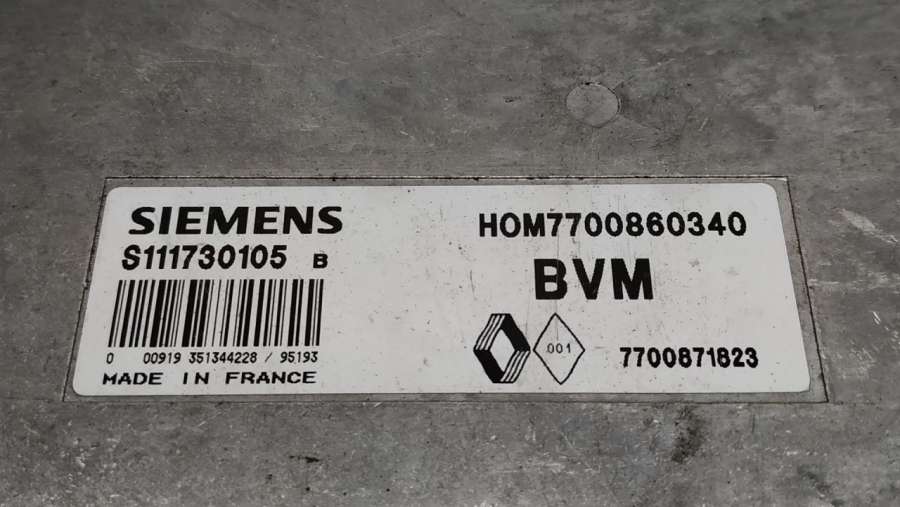 SIEMENS
S111730105 B
0 00919 351344228 / 95193
MADE IN FRANCE
HOM7700860340
BVM
001
7700871823